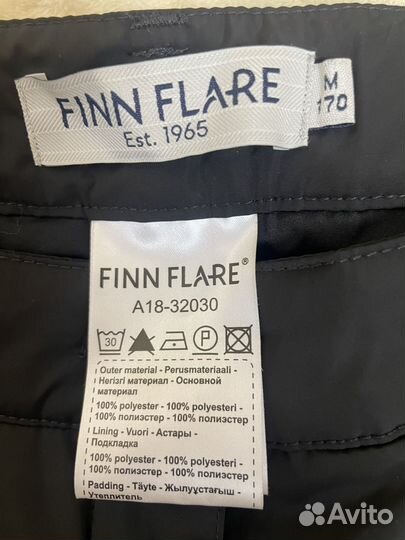 FINN FLARE
Est. 1965
M
170
FINN FLARE®
A18-32030
30
P
Outer material - Perusmateriaali -
Негізгі материал - Основной
материал
100% polyester - 100% polyesteri -
100% полиэстер - 100% полиэстер
Lining - Vuori - Астары -
Подкладка
100% polyester - 100% polyesteri -
100% полиэстер - 100% полиэстер
Padding - Täyte - Жылуұстағыш -
Утеплитель
Avito